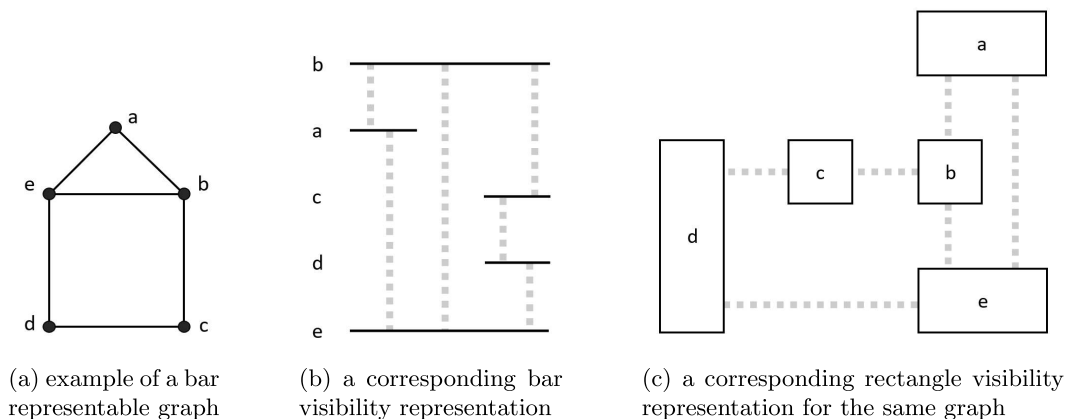 a
e
b
d
c
b
a
c
d
e
a
c
b
d
e
(a) example of a bar
representable graph
(b) a corresponding bar
visibility representation
(c) a corresponding rectangle visibility
representation for the same graph